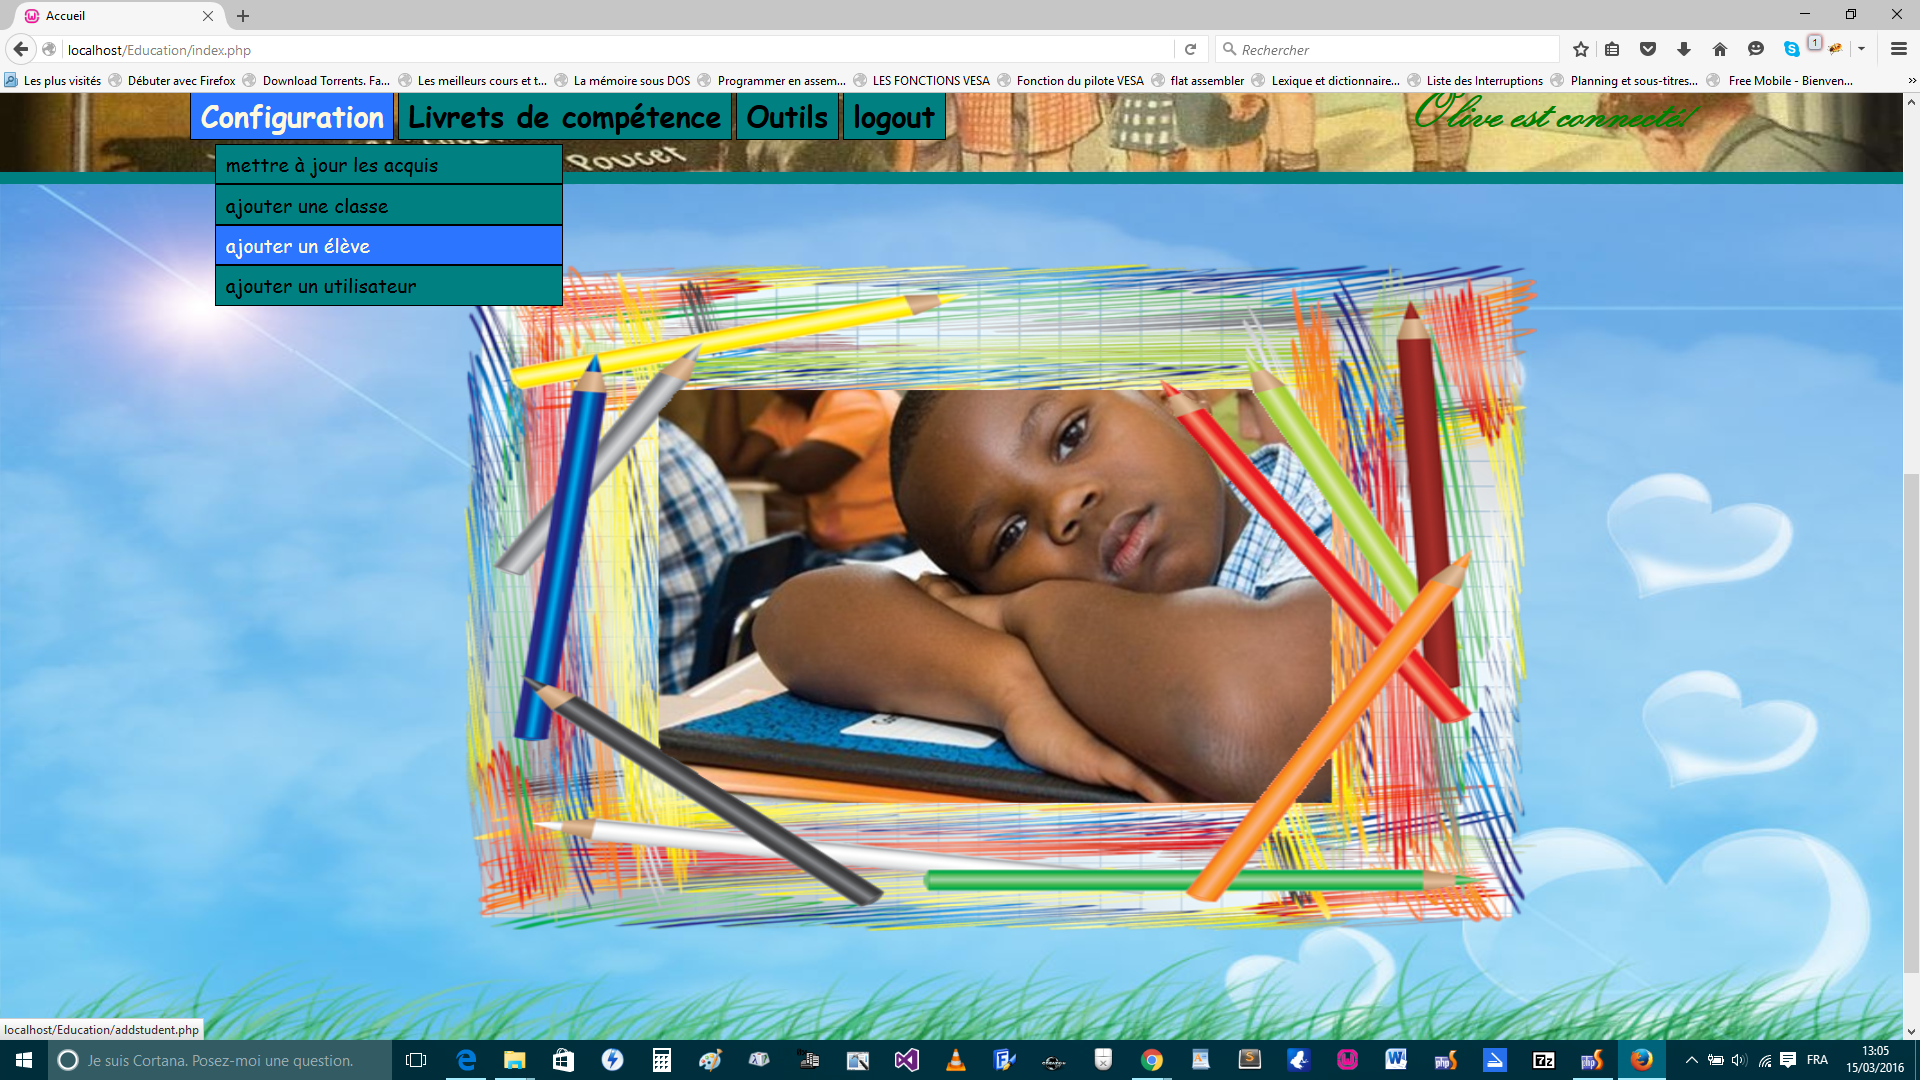 Accueil
localhost/Education/index.php
Rechercher
1
Les plus visités
Débuter avec Firefox
Download Torrents. Fa...
Les meilleurs cours et t...
La mémoire sous DOS
Programmer en assem...
LES FONCTIONS VESA
Fonction du pilote VESA
flat assembler
Lexique et dictionnaire...
Liste des Interruptions
Planning et sous-titres...
Free Mobile - Bienven...
Configuration
Livrets de compétence
Outils
logout
Olive est connecté!
Poucet
mettre à jour les acquis
ajouter une classe
ajouter un élève
ajouter un utilisateur
localhost/Education/addstudent.php
Je suis Cortana. Posez-moi une question.
php
7z
php
FRA
13:05
15/03/2016